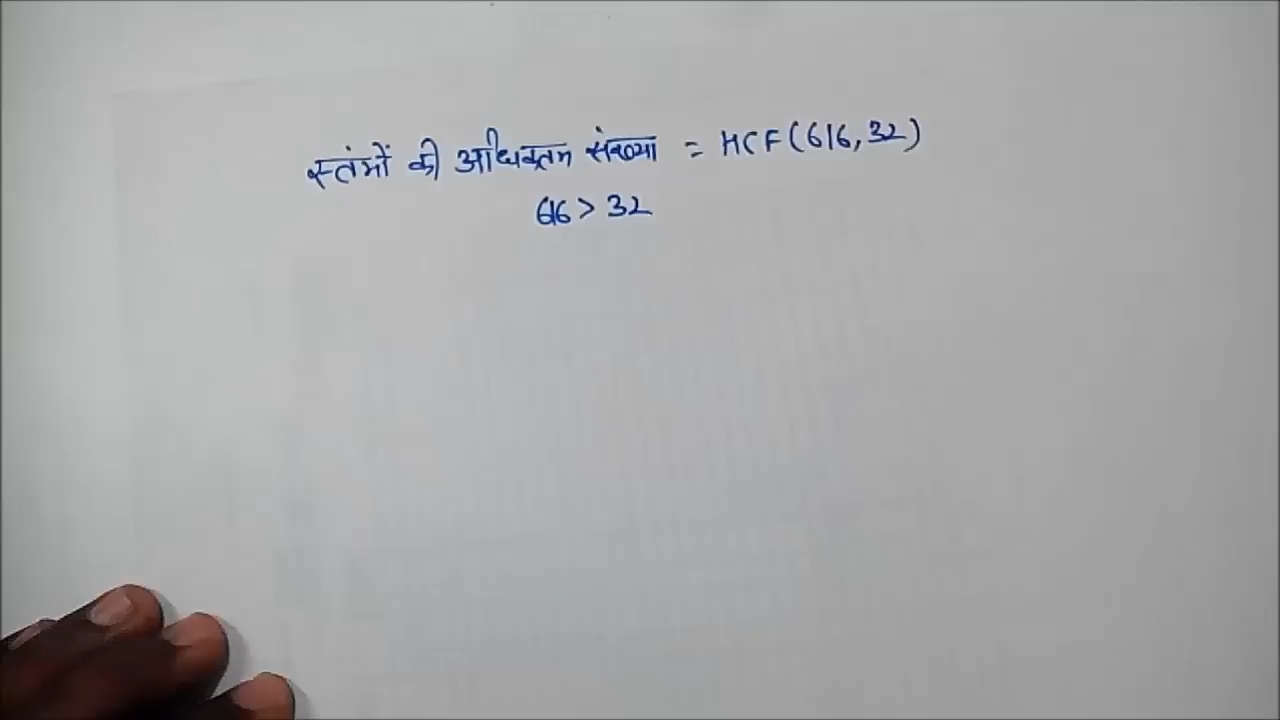 स्तंभों की अधिकतम संख्या = HCF(616,32)
616 > 32